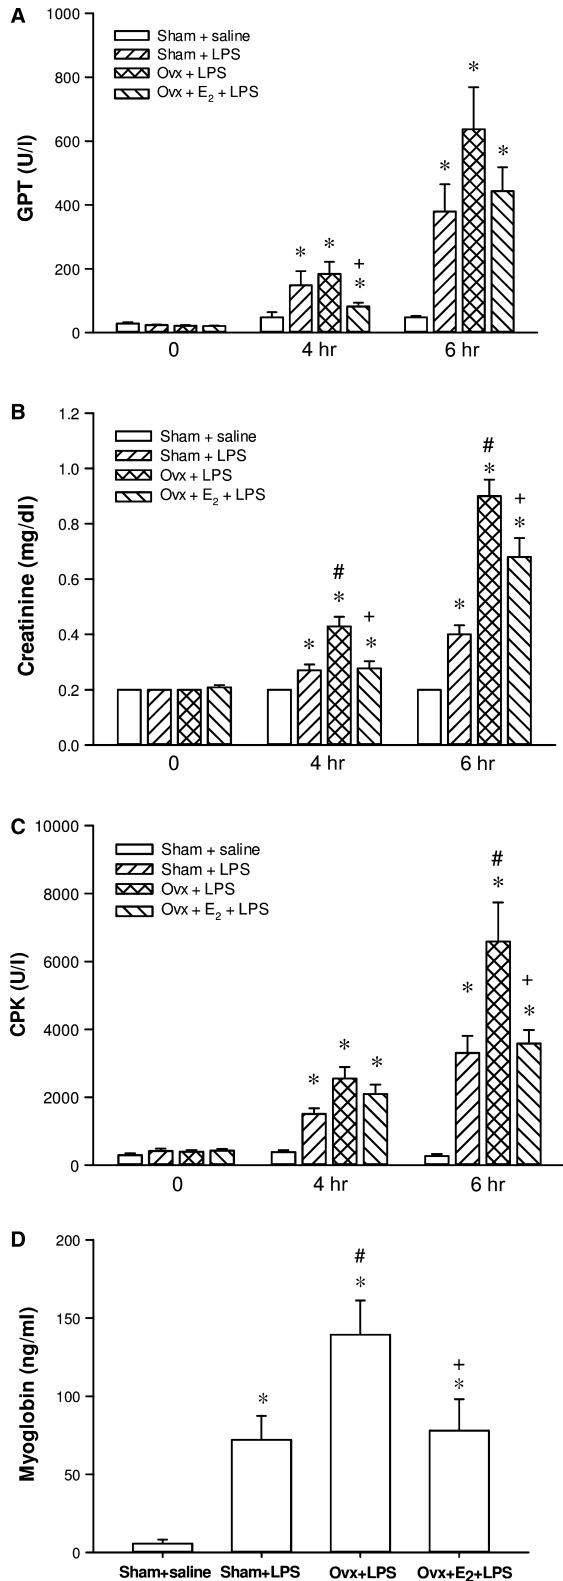 A
GPT (U/l)
1000
800
600
400
200
0
Sham + saline
Sham + LPS
Ovx + LPS
Ovx + E2 + LPS
* * + * * * *
0 4 hr 6 hr
B
Creatinine (mg/dl)
1.2
1.0
0.8
0.6
0.4
0.2
0.0
Sham + saline
Sham + LPS
Ovx + LPS
Ovx + E2 + LPS
* # * + * * # * + *
0 4 hr 6 hr
C
CPK (U/l)
10000
8000
6000
4000
2000
0
Sham + saline
Sham + LPS
Ovx + LPS
Ovx + E2 + LPS
* * * * # * + *
0 4 hr 6 hr
D
Myoglobin (ng/ml)
200
150
100
50
0
* # * + *
Sham+saline Sham+LPS Ovx+LPS Ovx+E2+LPS